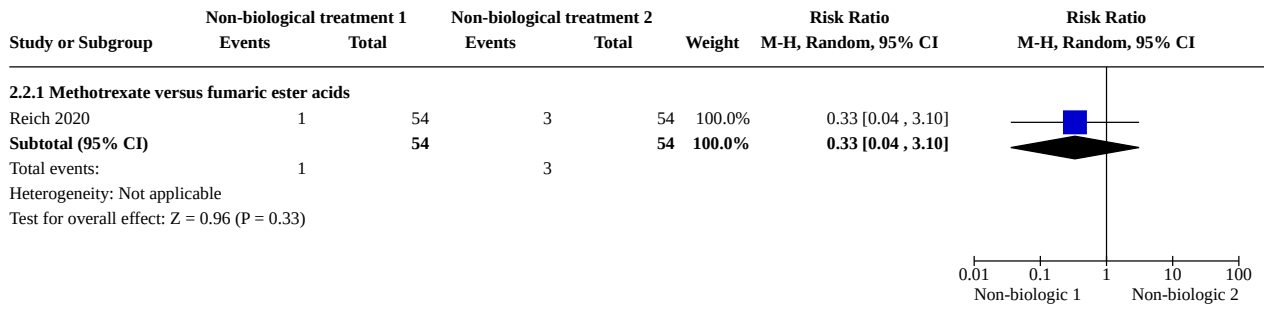 Non-biological treatment 1 Non-biological treatment 2 Risk Ratio Risk Ratio
Study or Subgroup Events Total Events Total Weight M-H, Random, 95% CI M-H, Random, 95% CI
2.2.1 Methotrexate versus fumaric ester acids
Reich 2020 1 54 3 54 100.0% 0.33 [0.04 , 3.10]
Subtotal (95% CI) 54 54 100.0% 0.33 [0.04 , 3.10]
Total events: 1 3
Heterogeneity: Not applicable
Test for overall effect: Z = 0.96 (P = 0.33)
0.01 0.1 1 10 100
Non-biologic 1 Non-biologic 2